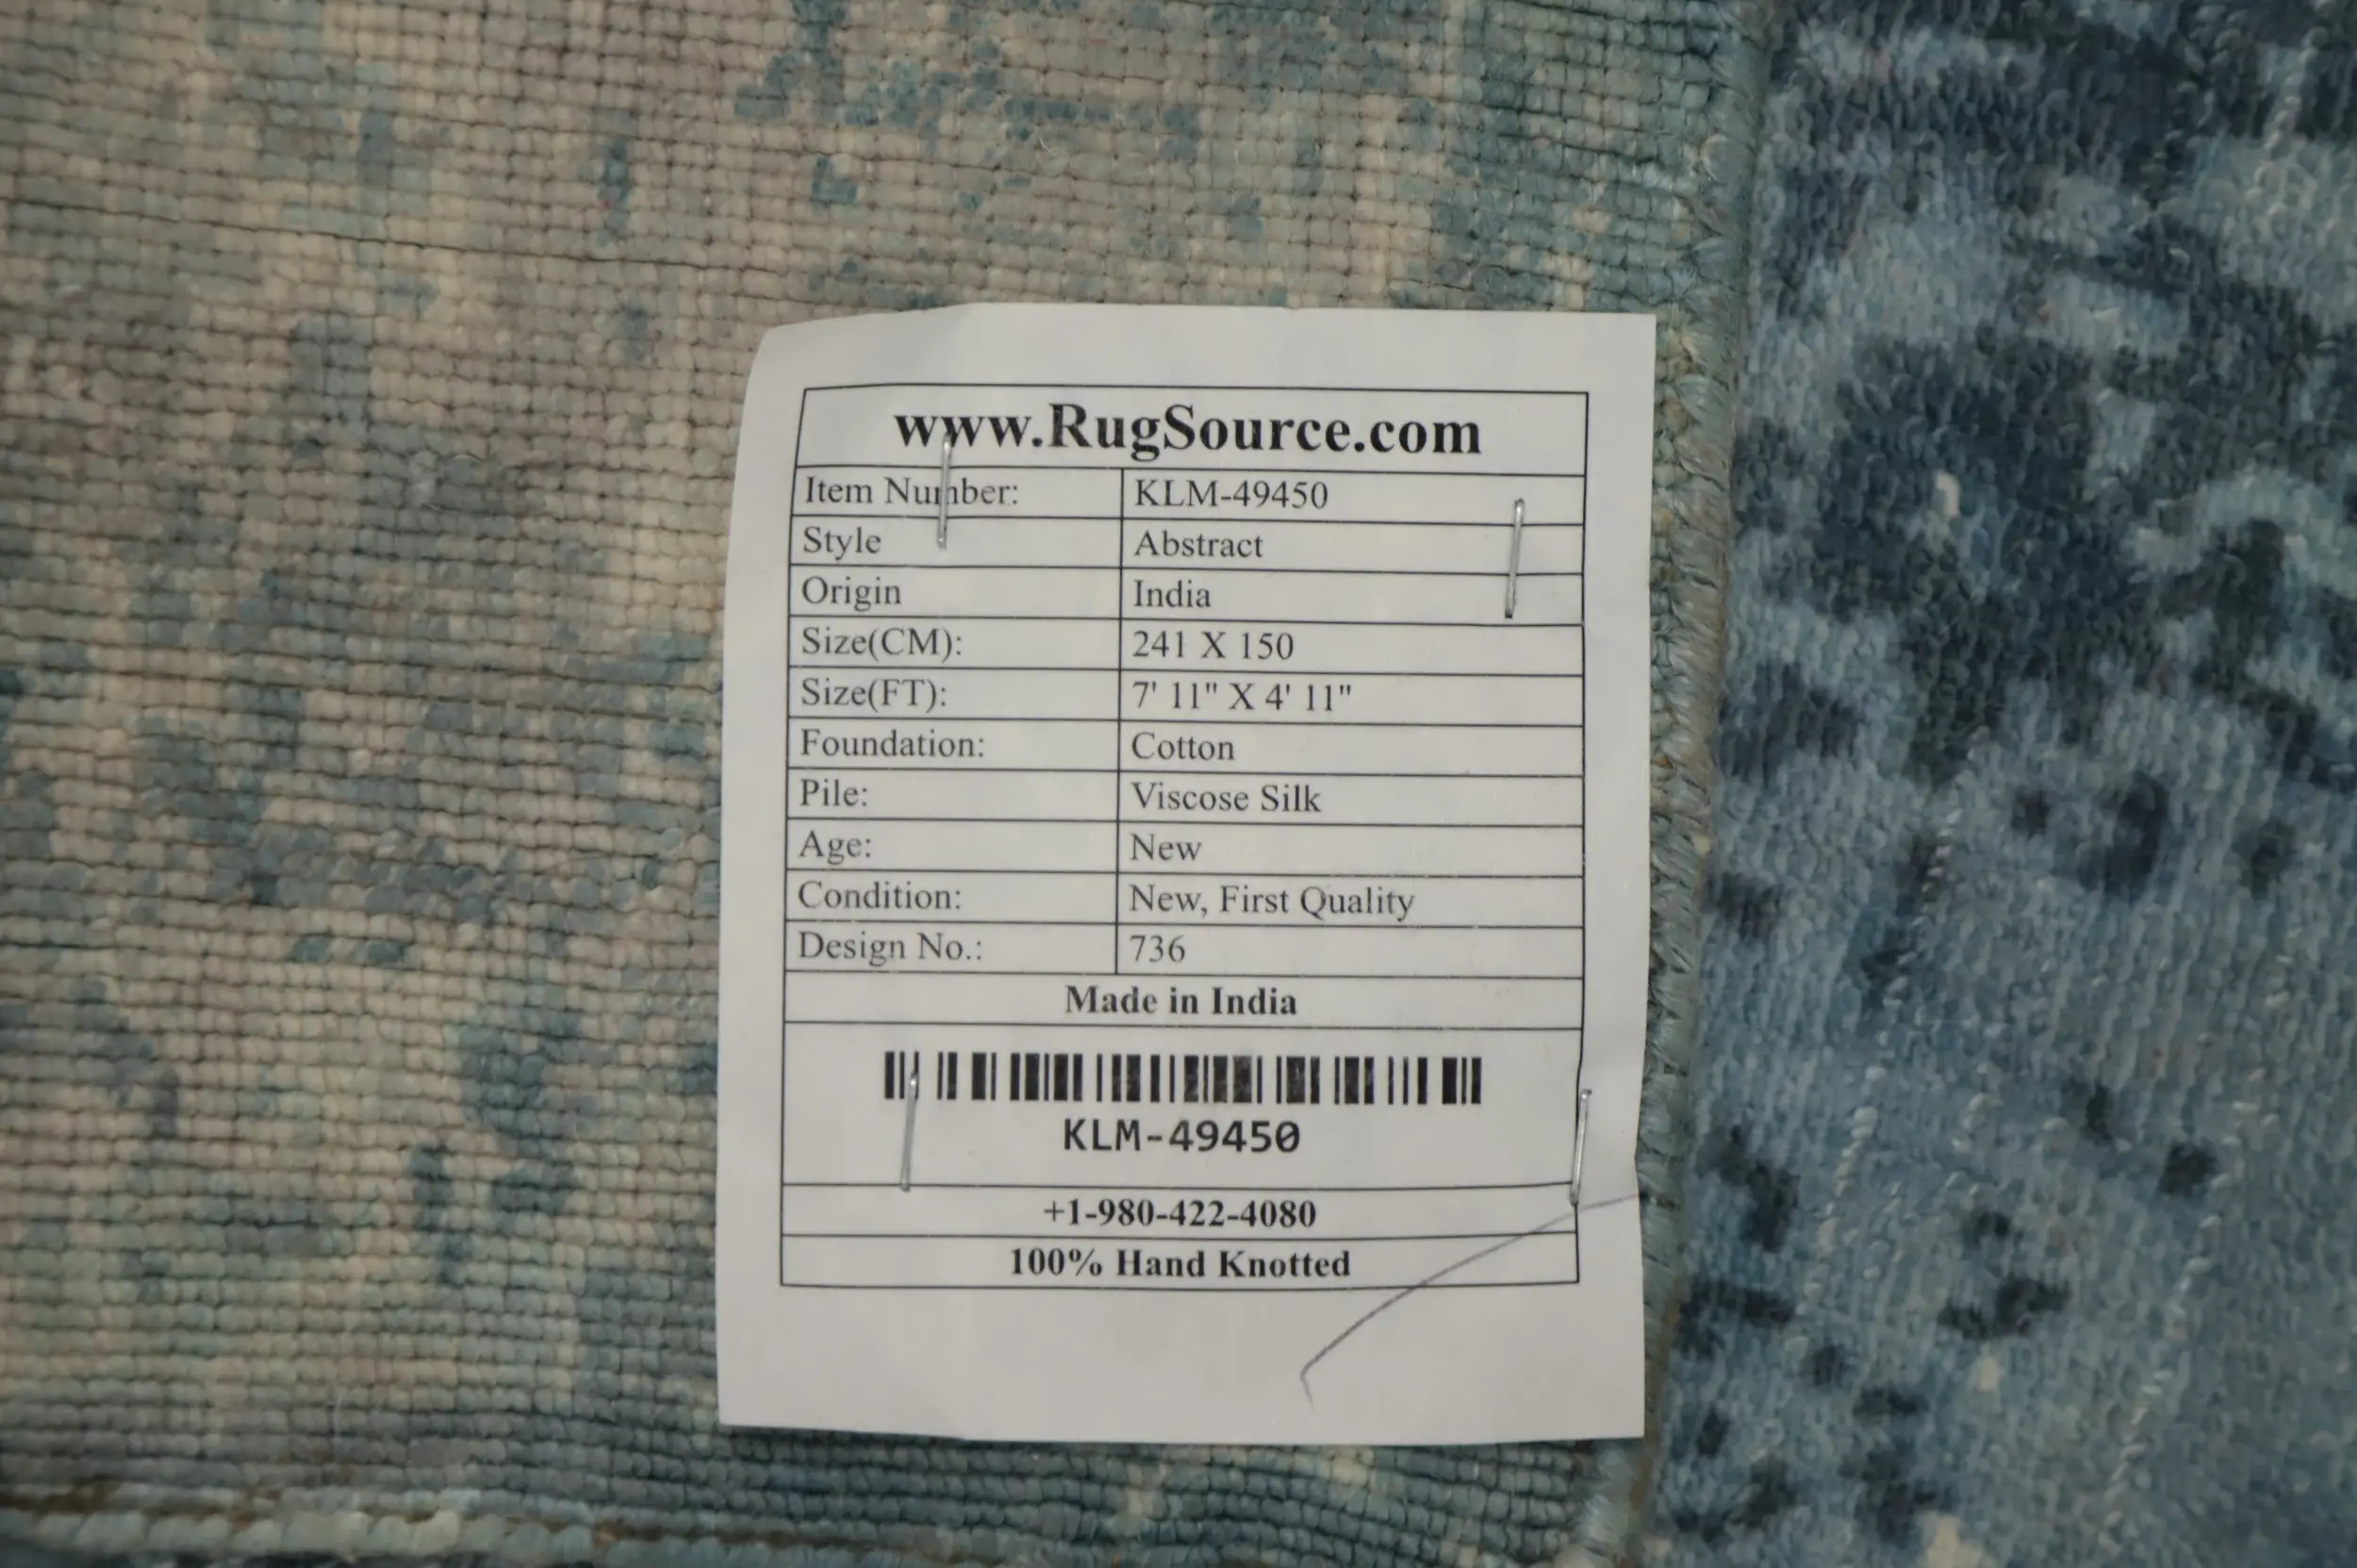 www.RugSource.com
Item Number: KLM-49450
Style Abstract
Origin India
Size(CM): 241 X 150
Size(FT): 7' 11" X 4' 11"
Foundation: Cotton
Pile: Viscose Silk
Age: New
Condition: New, First Quality
Design No.: 736
Made in India
KLM-49450
+1-980-422-4080
100% Hand Knotted